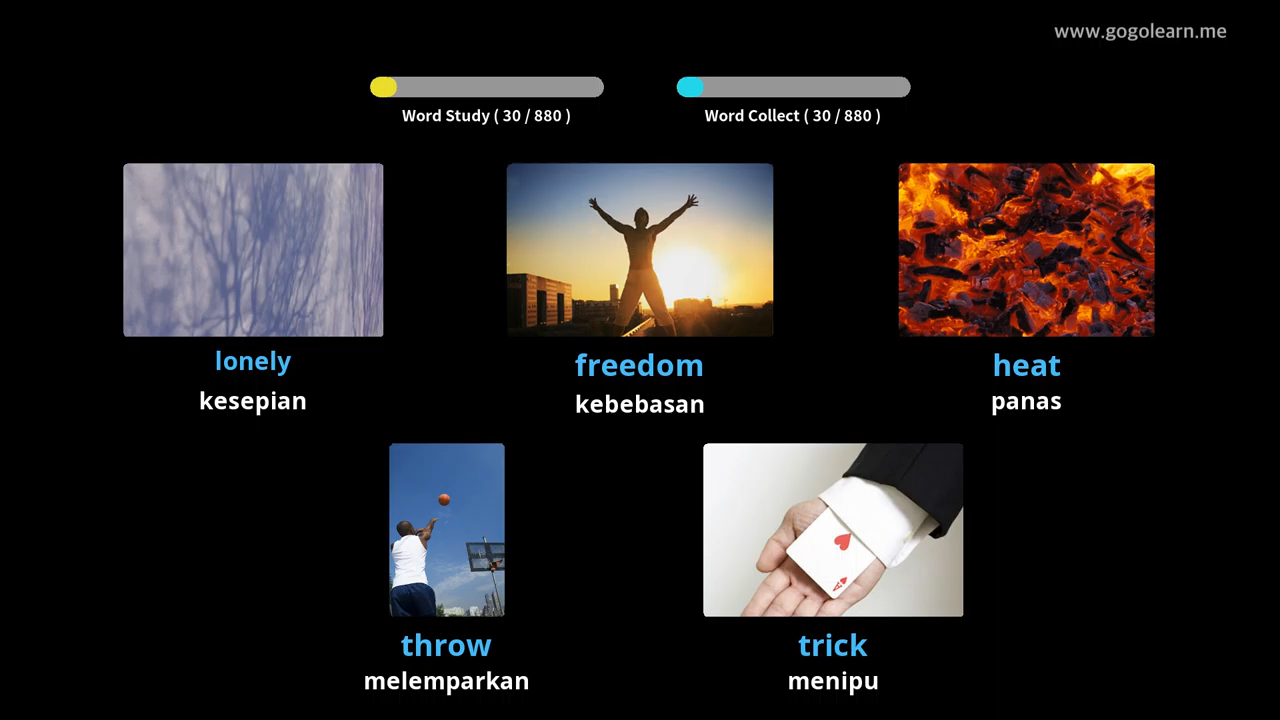 www.gogolearn.me
Word Study ( 30 / 880 )
Word Collect ( 30 / 880 )
lonely
kesepian
freedom
kebebasan
heat
panas
throw
melemparkan
trick
menipu